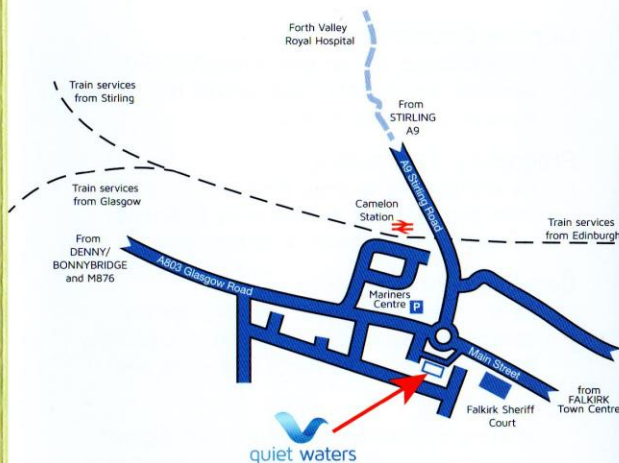 Forth Valley
Royal Hospital
Train services
from Stirling
From
STIRLING
A9
A9 Stirling Road
Train services
from Glasgow
Camelon
Station
Train services
from Edinburgh
From
DENNY/
BONNYBRIDGE
and M876
A803 Glasgow Road
Mariners
Centre P
Main Street
from
FALKIRK
Town Centre
Falkirk Sheriff
Court
quiet waters